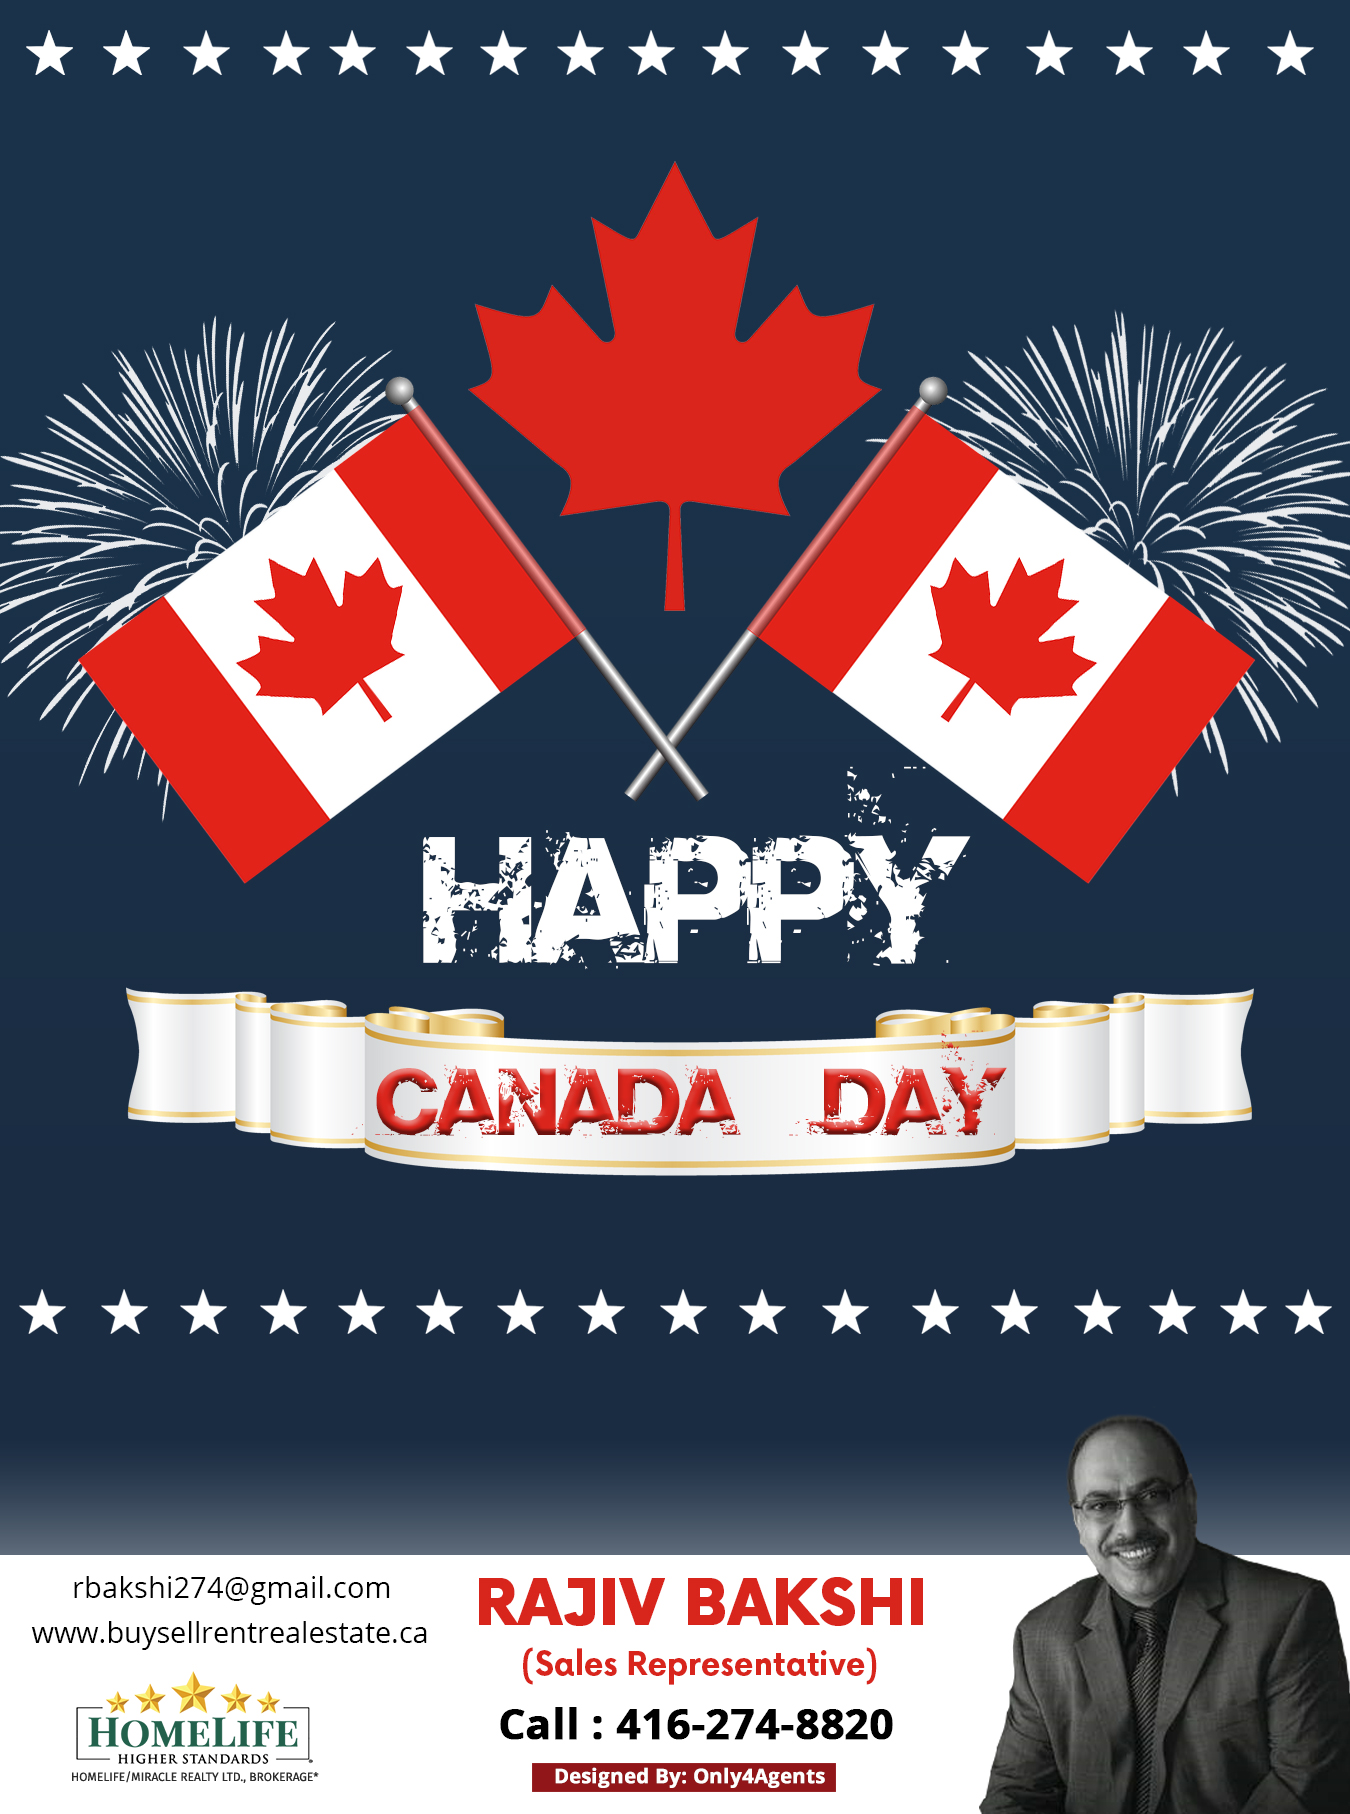 HAPPY
CANADA DAY
rbakshi274@gmail.com
www.buysellrentrealestate.ca
HOMELIFE
HIGHER STANDARDS
HOMELIFE/MIRACLE REALTY LTD., BROKERAGE*
RAJIV BAKSHI
(Sales Representative)
Call : 416-274-8820
Designed By: Only4Agents